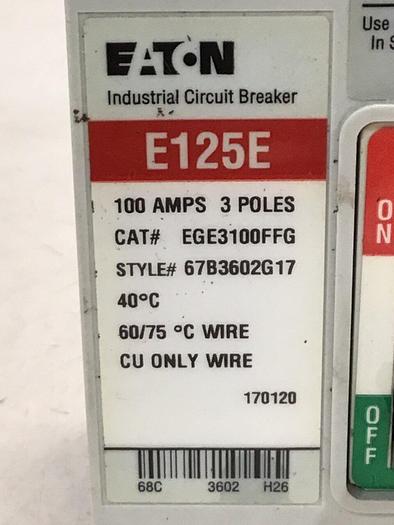 EATON
Industrial Circuit Breaker
E125E
100 AMPS 3 POLES
CAT# EGE3100FFG
STYLE# 67B3602G17
40°C
60/75 °C WIRE
CU ONLY WIRE
170120
68C 3602 H26
Use
In
ON
OFF